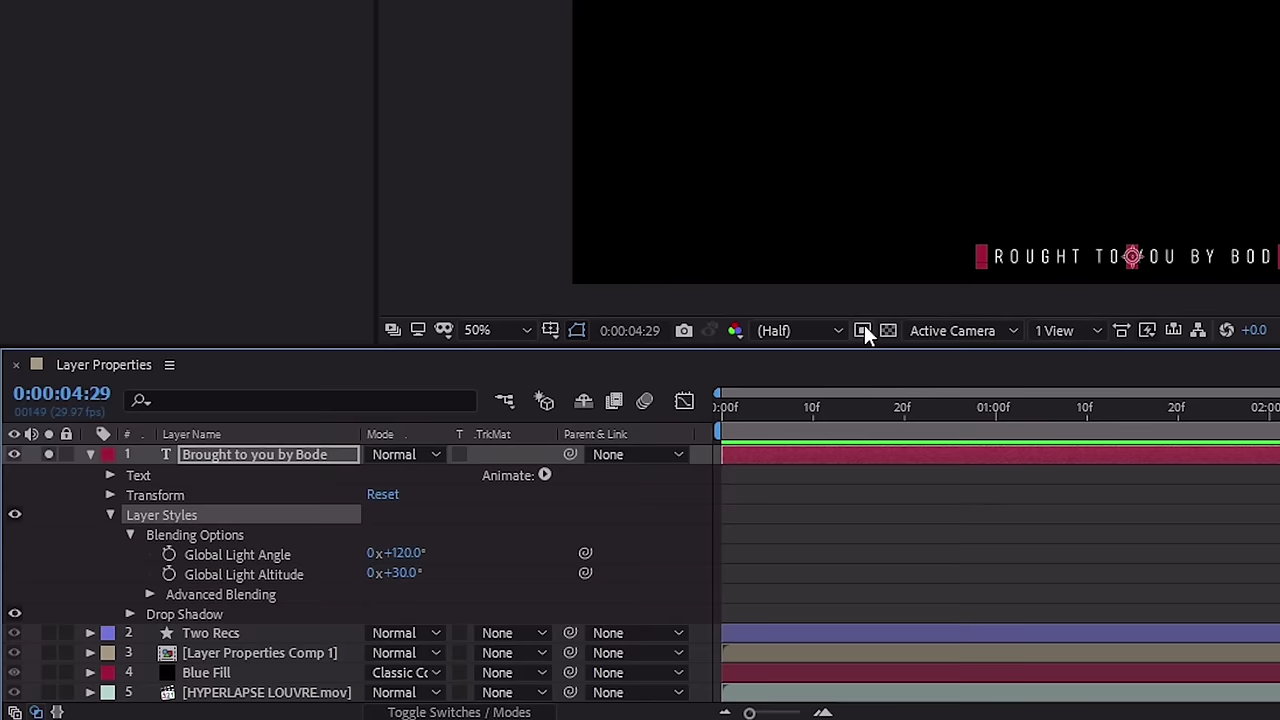 ROUGHT TO YOU BY BOD
50%
0:00:04:29
(Half)
Active Camera
1 View
+0.0
× Layer Properties
0:00:04:29
00149 (29.97 fps)
0:00f 10f 20f 01:00f 10f 20f 02:00
# Layer Name Mode T .TrkMat Parent & Link
1 T Brought to you by Bode Normal None
Text Animate:
Transform Reset
Layer Styles
Blending Options
Global Light Angle 0x+120.0°
Global Light Altitude 0x+30.0°
Advanced Blending
Drop Shadow
2 Two Recs Normal None None
3 [Layer Properties Comp 1] Normal None None
4 Blue Fill Classic Cc None None
5 [HYPERLAPSE LOUVRE.mov] Normal None None
Toggle Switches / Modes